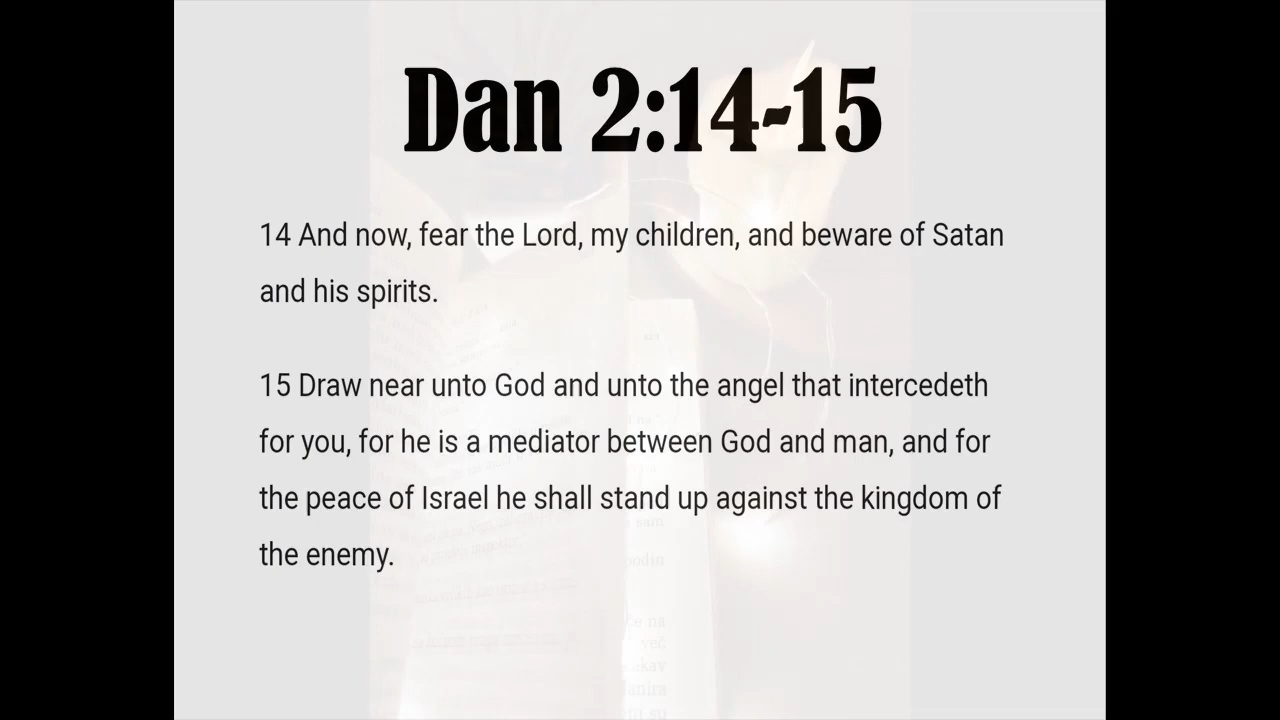 Dan 2:14-15
14 And now, fear the Lord, my children, and beware of Satan
and his spirits.
15 Draw near unto God and unto the angel that intercedeth
for you, for he is a mediator between God and man, and for
the peace of Israel he shall stand up against the kingdom of
the enemy.